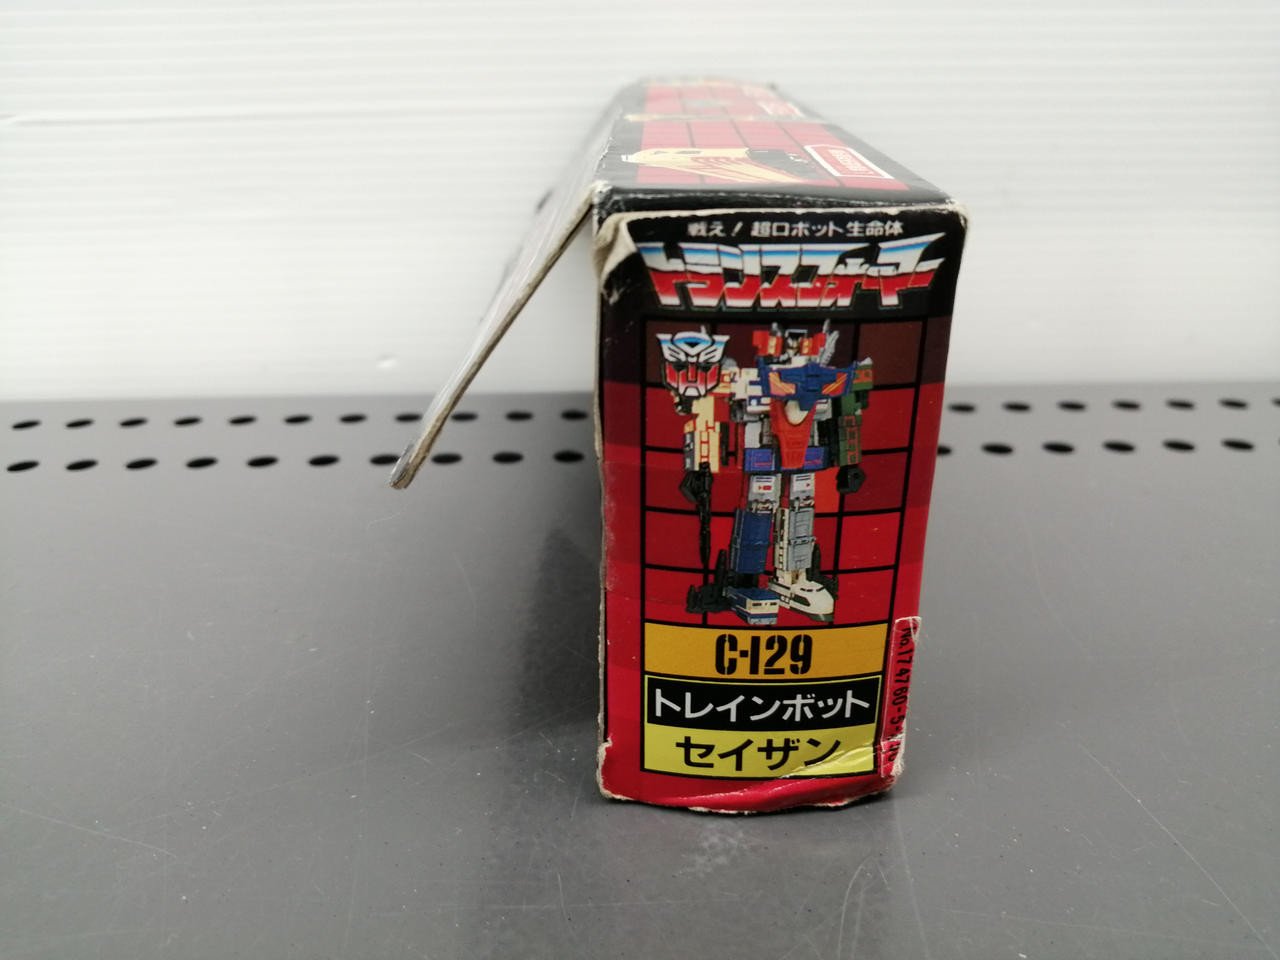 戦え！超ロボット生命体
トランスフォーマー
C-129
トレインボット
セイザン